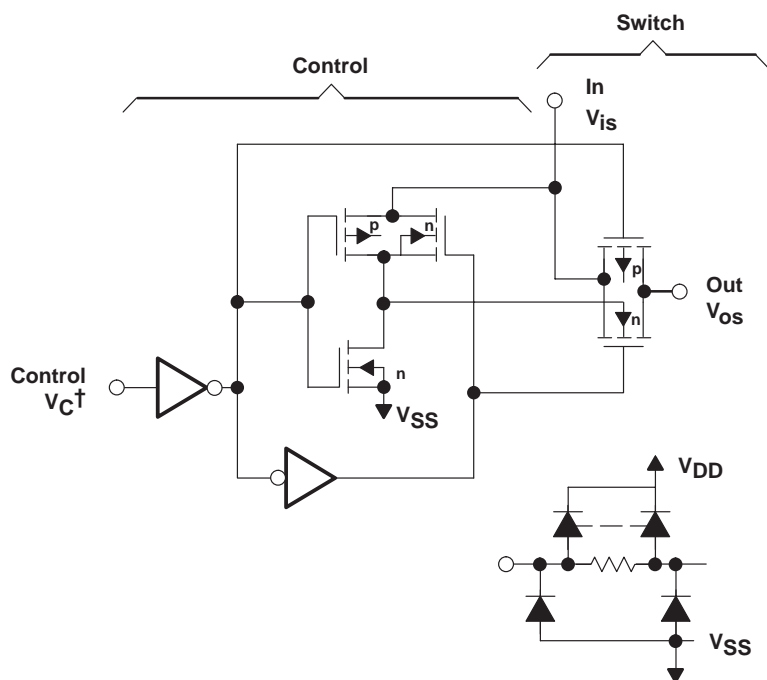 Switch
Control
In
Vis
p
n
p
n
Out
Vos
n
Control
VC†
VSS
VDD
VSS